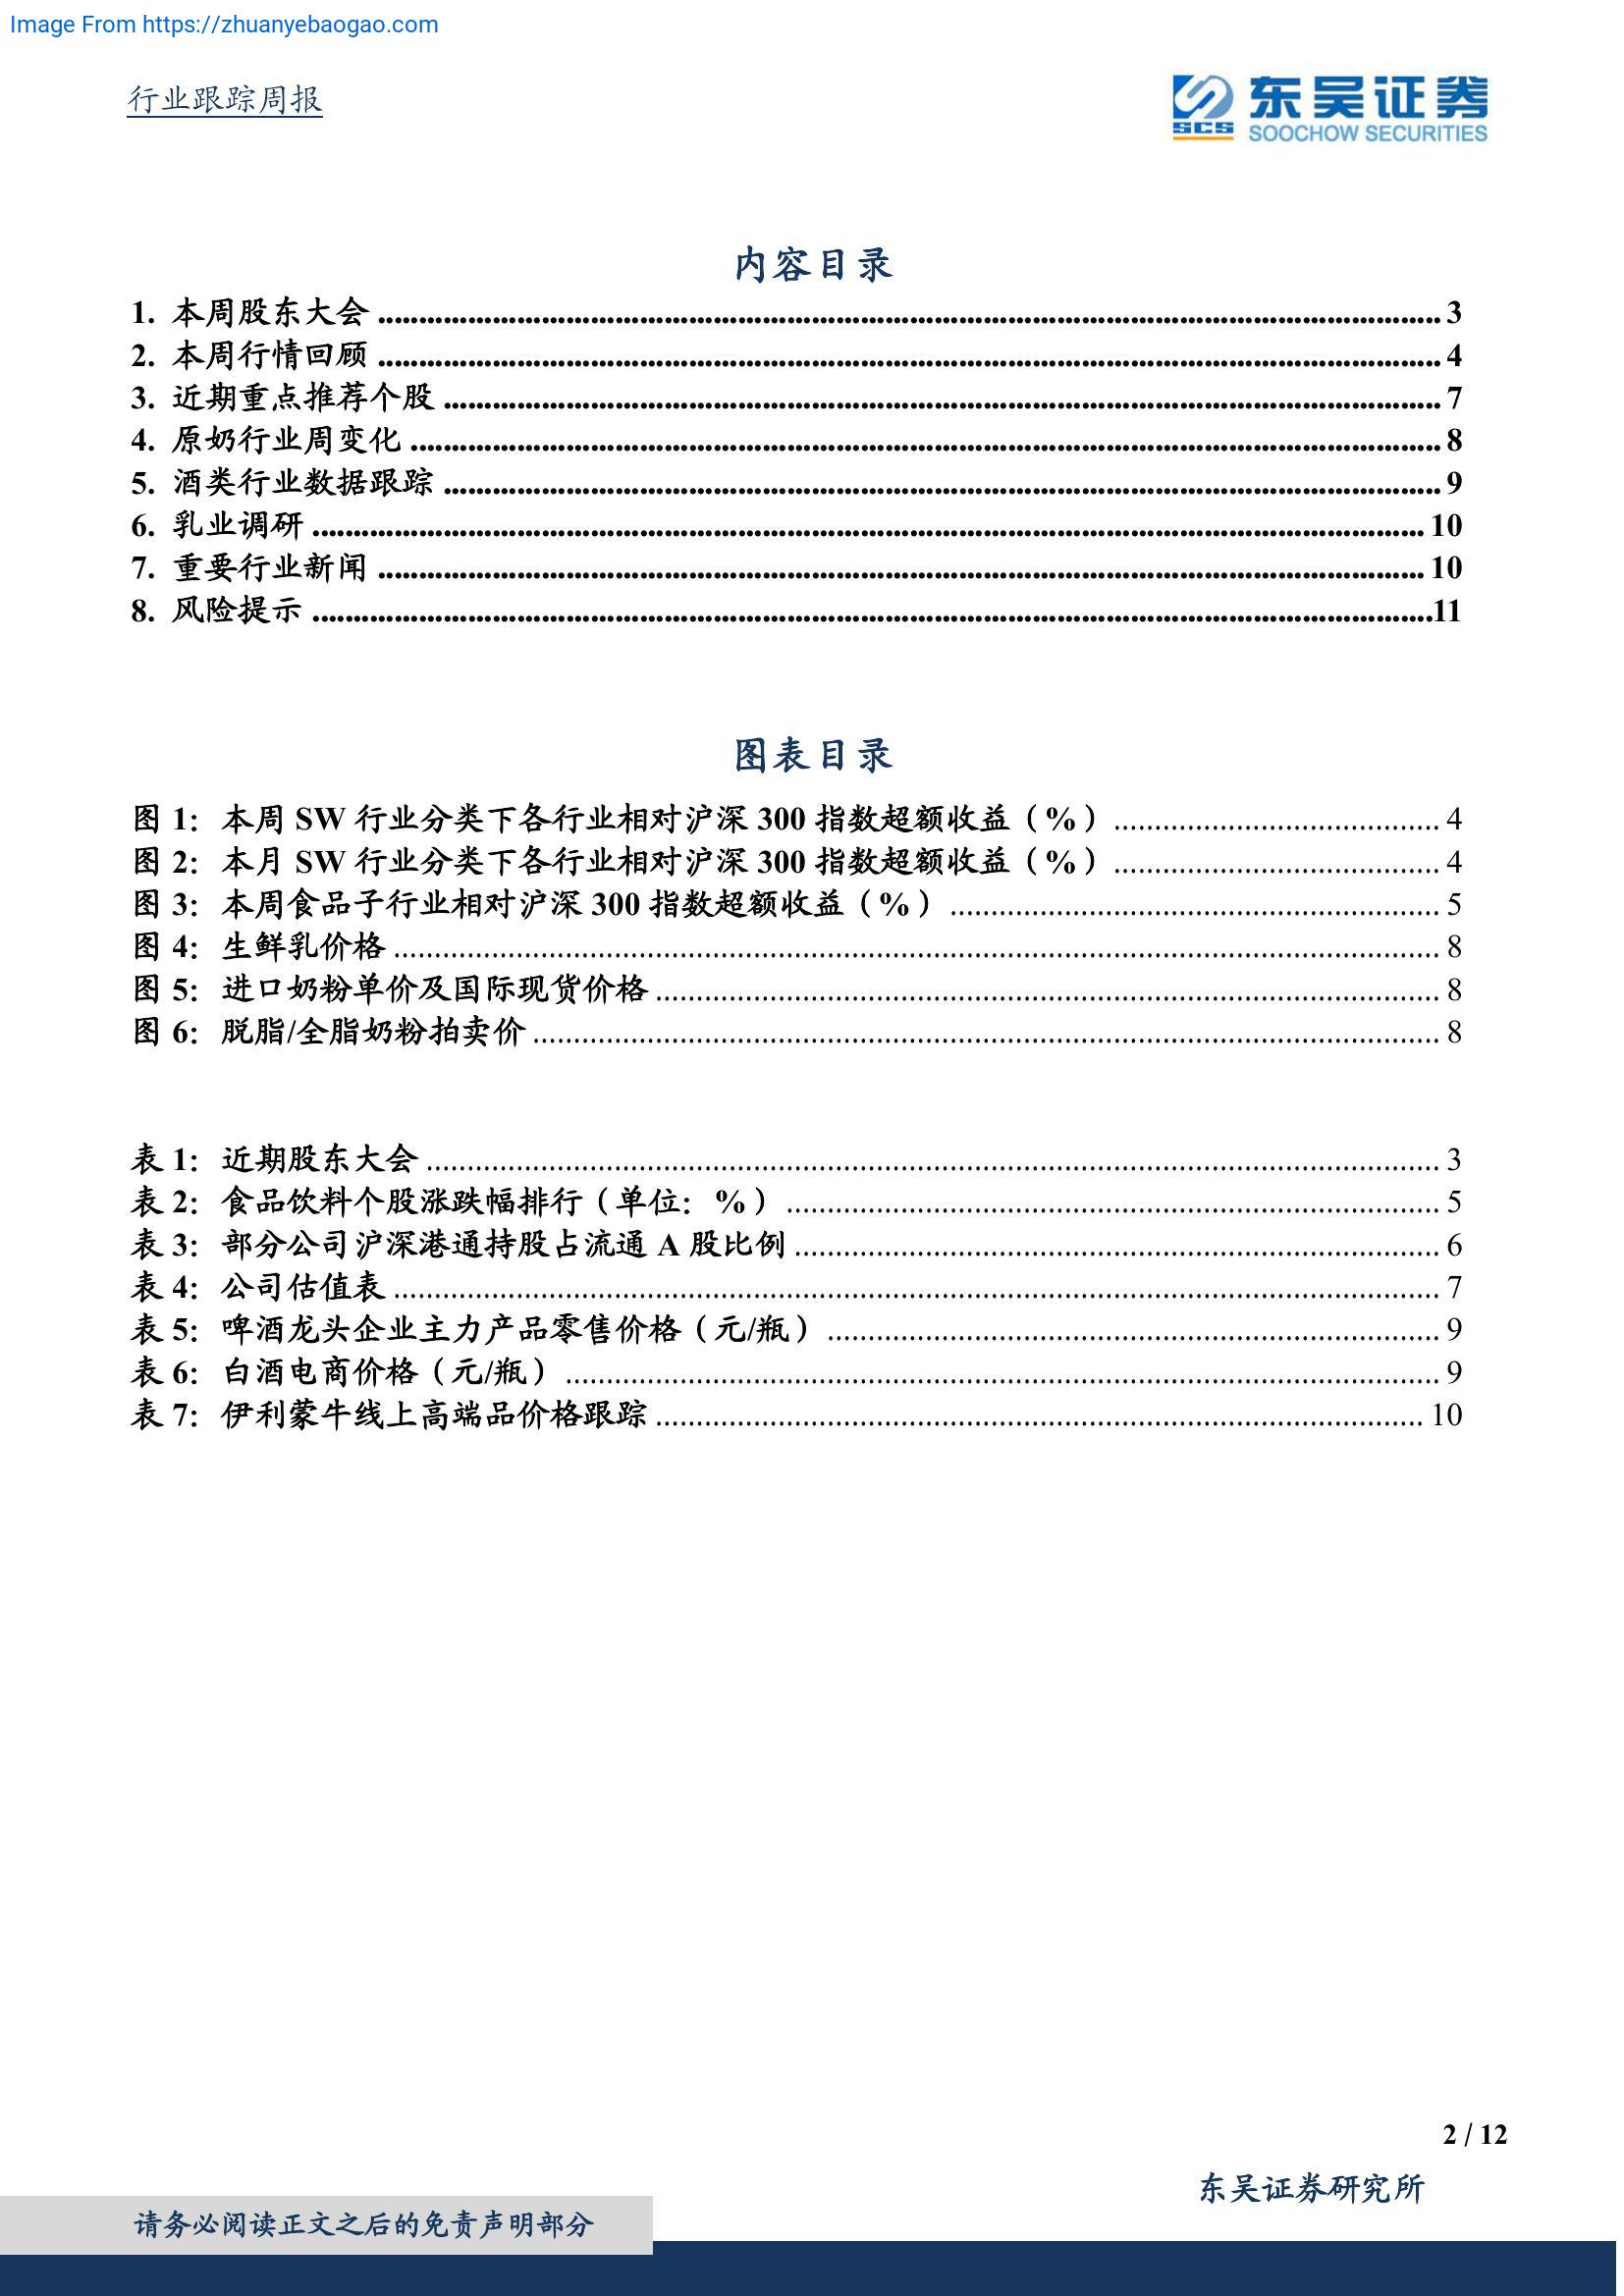 Image From https://zhuanyebaogao.com
行业跟踪周报
东吴证券
SCS
SOOCHOW SECURITIES
内容目录
1. 本周股东大会 ........ 3
2. 本周行情回顾 ........ 4
3. 近期重点推荐个股 ........ 7
4. 原奶行业周变化 ........ 8
5. 酒类行业数据跟踪 ........ 9
6. 乳业调研 ........ 10
7. 重要行业新闻 ........ 10
8. 风险提示 ........ 11
图表目录
图 1： 本周 SW 行业分类下各行业相对沪深 300 指数超额收益（%） ........ 4
图 2： 本月 SW 行业分类下各行业相对沪深 300 指数超额收益（%） ........ 4
图 3： 本周食品子行业相对沪深 300 指数超额收益（%） ........ 5
图 4： 生鲜乳价格 ........ 8
图 5： 进口奶粉单价及国际现货价格 ........ 8
图 6： 脱脂/全脂奶粉拍卖价 ........ 8
表 1： 近期股东大会 ........ 3
表 2： 食品饮料个股涨跌幅排行（单位：%） ........ 5
表 3： 部分公司沪深港通持股占流通 A 股比例 ........ 6
表 4： 公司估值表 ........ 7
表 5： 啤酒龙头企业主力产品零售价格（元/瓶） ........ 9
表 6： 白酒电商价格（元/瓶） ........ 9
表 7： 伊利蒙牛线上高端品价格跟踪 ........ 10
2 / 12
东吴证券研究所
请务必阅读正文之后的免责声明部分